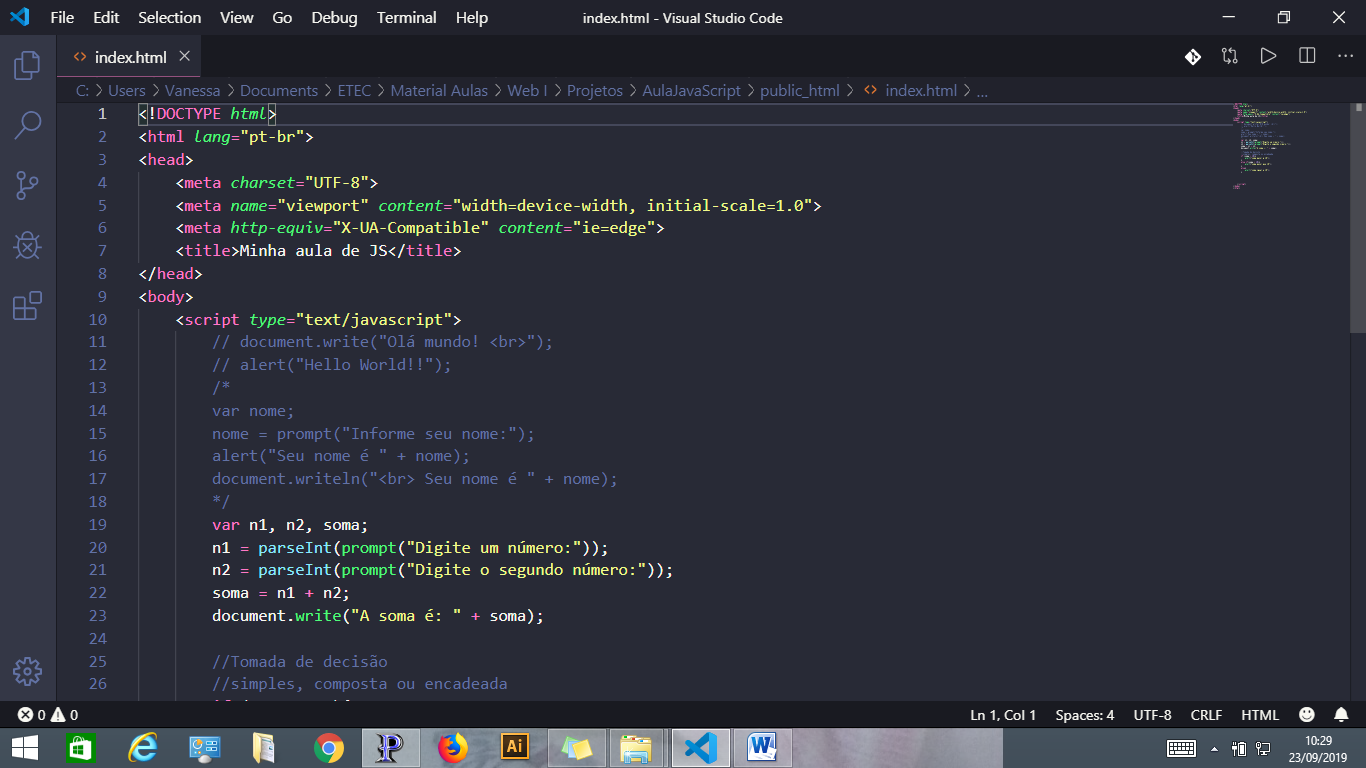 File Edit Selection View Go Debug Terminal Help index.html - Visual Studio Code
index.html
C: > Users > Vanessa > Documents > ETEC > Material Aulas > Web I > Projetos > AulaJavaScript > public_html > index.html > ...
1 <!DOCTYPE html>
2 <html lang="pt-br">
3 <head>
4 <meta charset="UTF-8">
5 <meta name="viewport" content="width=device-width, initial-scale=1.0">
6 <meta http-equiv="X-UA-Compatible" content="ie=edge">
7 <title>Minha aula de JS</title>
8 </head>
9 <body>
10 <script type="text/javascript">
11 // document.write("Olá mundo! <br>");
12 // alert("Hello World!!");
13 /*
14 var nome;
15 nome = prompt("Informe seu nome:");
16 alert("Seu nome é " + nome);
17 document.writeln("<br> Seu nome é " + nome);
18 */
19 var n1, n2, soma;
20 n1 = parseInt(prompt("Digite um número:"));
21 n2 = parseInt(prompt("Digite o segundo número:"));
22 soma = n1 + n2;
23 document.write("A soma é: " + soma);
24
25 //Tomada de decisão
26 //simples, composta ou encadeada
0 0 Ln 1, Col 1 Spaces: 4 UTF-8 CRLF HTML
Ai
10:29
23/09/2019